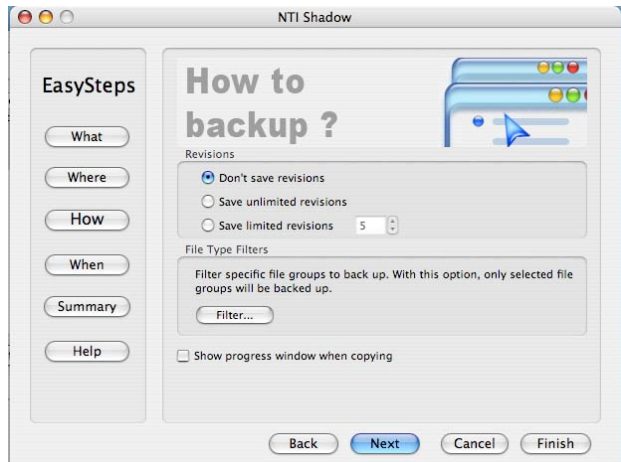 NTI Shadow
EasySteps
What
Where
How
When
Summary
Help
How to
backup ?
Revisions
Don't save revisions
Save unlimited revisions
Save limited revisions 5
File Type Filters
Filter specific file groups to back up. With this option, only selected file
groups will be backed up.
Filter...
Show progress window when copying
Back Next Cancel Finish